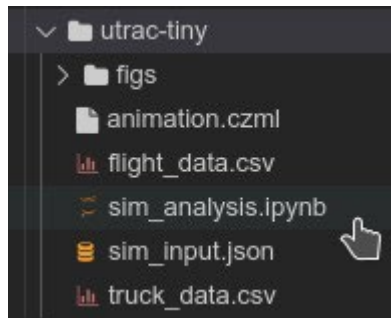 utrac-tiny
figs
animation.czml
flight_data.csv
sim_analysis.ipynb
sim_input.json
truck_data.csv